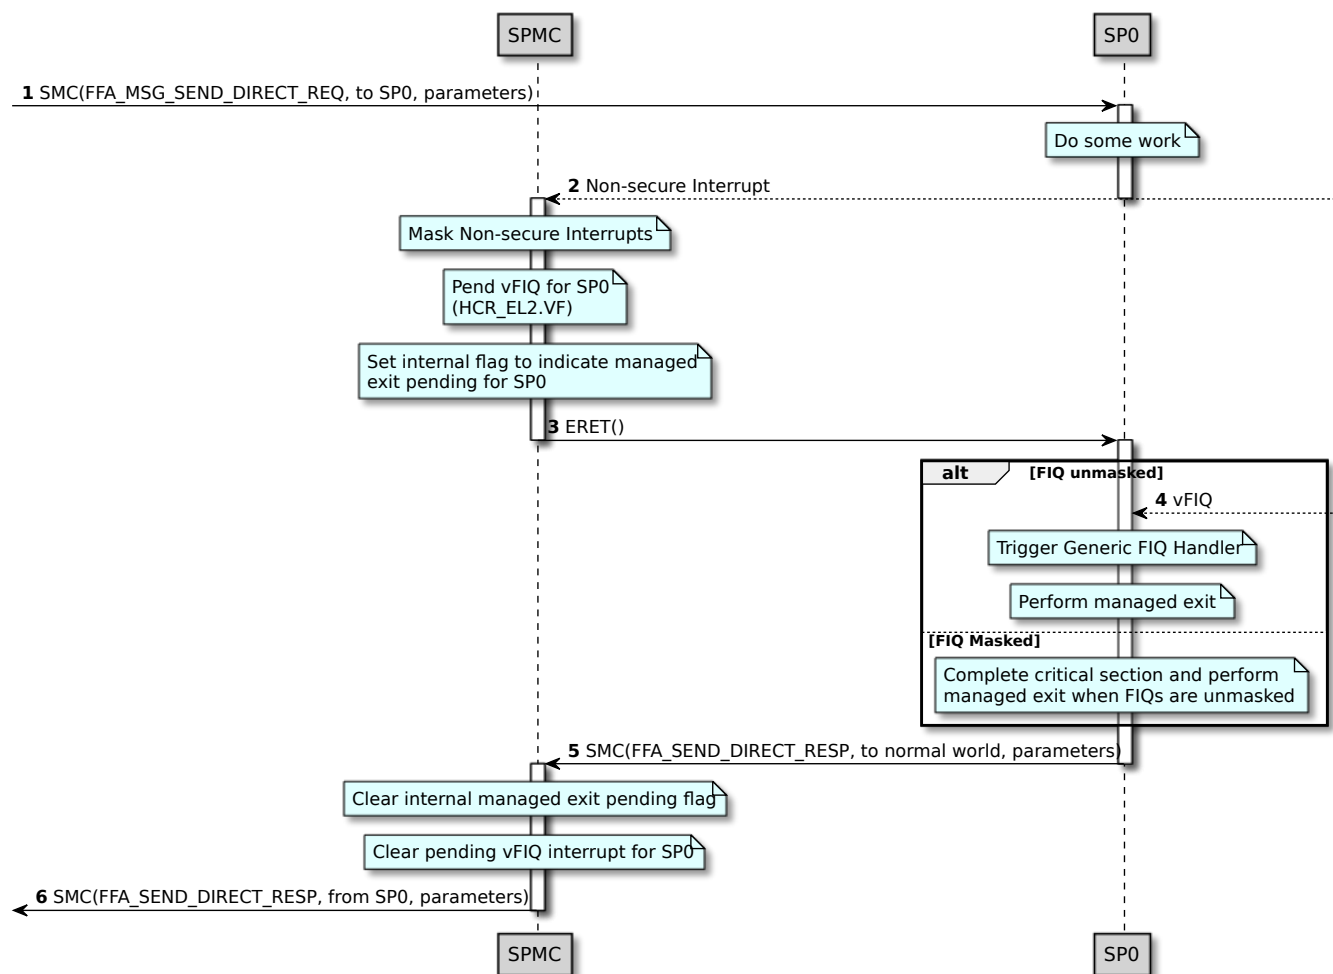 SPMC
SP0
1 SMC(FFA_MSG_SEND_DIRECT_REQ, to SP0, parameters)
Do some work
2 Non-secure Interrupt
Mask Non-secure Interrupts
Pend vFIQ for SP0
(HCR_EL2.VF)
Set internal flag to indicate managed
exit pending for SP0
3 ERET()
alt
[FIQ unmasked]
4 vFIQ
Trigger Generic FIQ Handler
Perform managed exit
[FIQ Masked]
Complete critical section and perform
managed exit when FIQs are unmasked
5 SMC(FFA_SEND_DIRECT_RESP, to normal world, parameters)
Clear internal managed exit pending flag
Clear pending vFIQ interrupt for SP0
6 SMC(FFA_SEND_DIRECT_RESP, from SP0, parameters)
SPMC
SP0